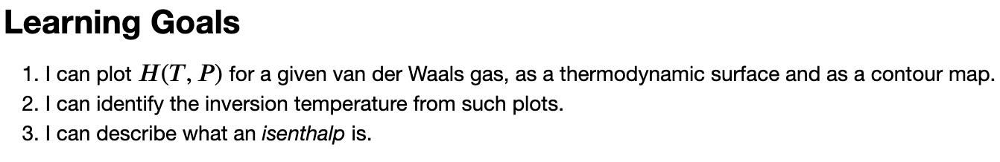 Learning Goals
1. I can plot H(T, P) for a given van der Waals gas, as a thermodynamic surface and as a contour map.
2. I can identify the inversion temperature from such plots.
3. I can describe what an isenthalp is.